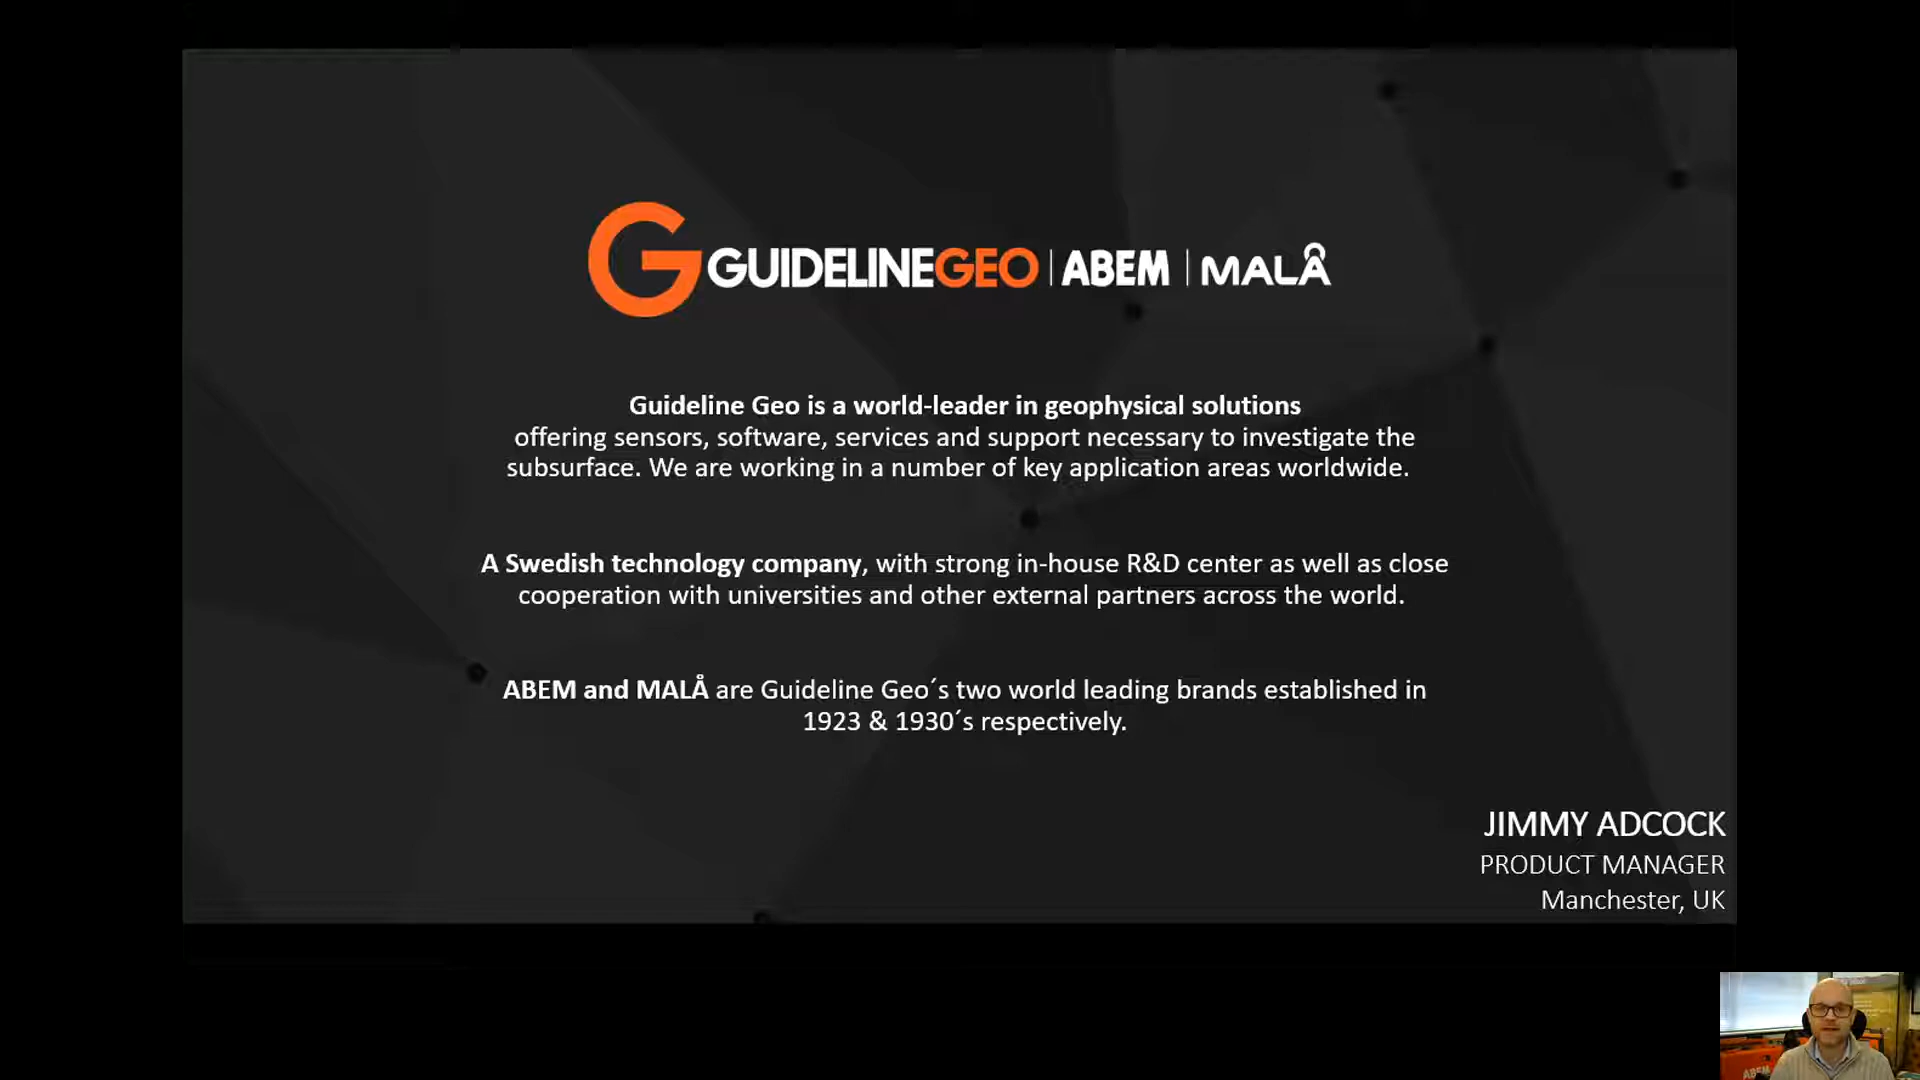 GUIDELINEGEO | ABEM | MALÅ
Guideline Geo is a world-leader in geophysical solutions
offering sensors, software, services and support necessary to investigate the
subsurface. We are working in a number of key application areas worldwide.
A Swedish technology company, with strong in-house R&D center as well as close
cooperation with universities and other external partners across the world.
ABEM and MALÅ are Guideline Geo´s two world leading brands established in
1923 & 1930´s respectively.
JIMMY ADCOCK
PRODUCT MANAGER
Manchester, UK
ABEM